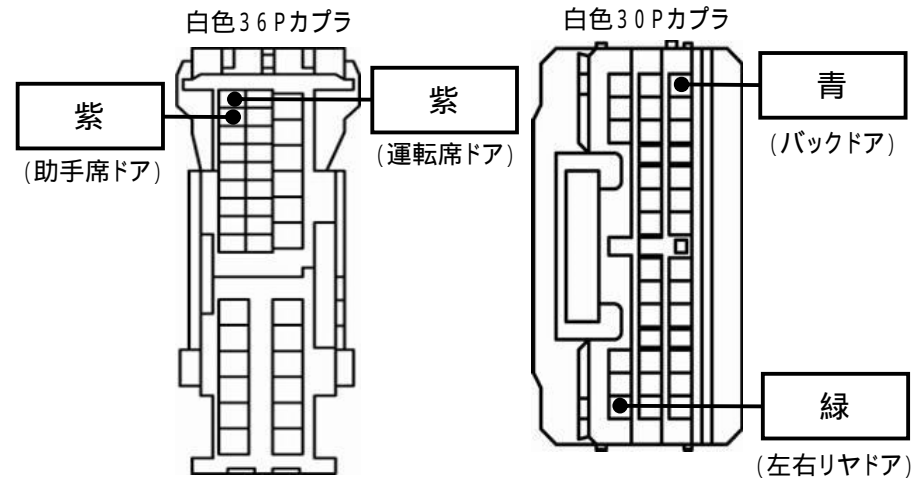 白色36Pカプラ
白色30Pカプラ
紫
(助手席ドア)
紫
(運転席ドア)
青
(バックドア)
緑
(左右リヤドア)